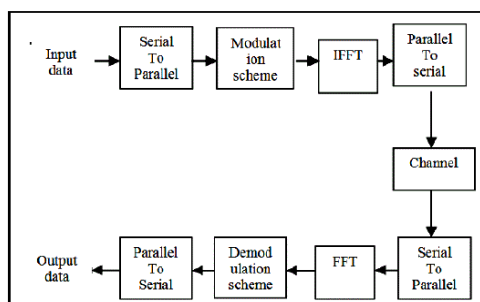 Input
data
Serial
To
Parallel
Modulat
ion
scheme
IFFT
Parallel
To
serial
Channel
Output
data
Parallel
To
Serial
Demod
ulation
scheme
FFT
Serial
To
Parallel